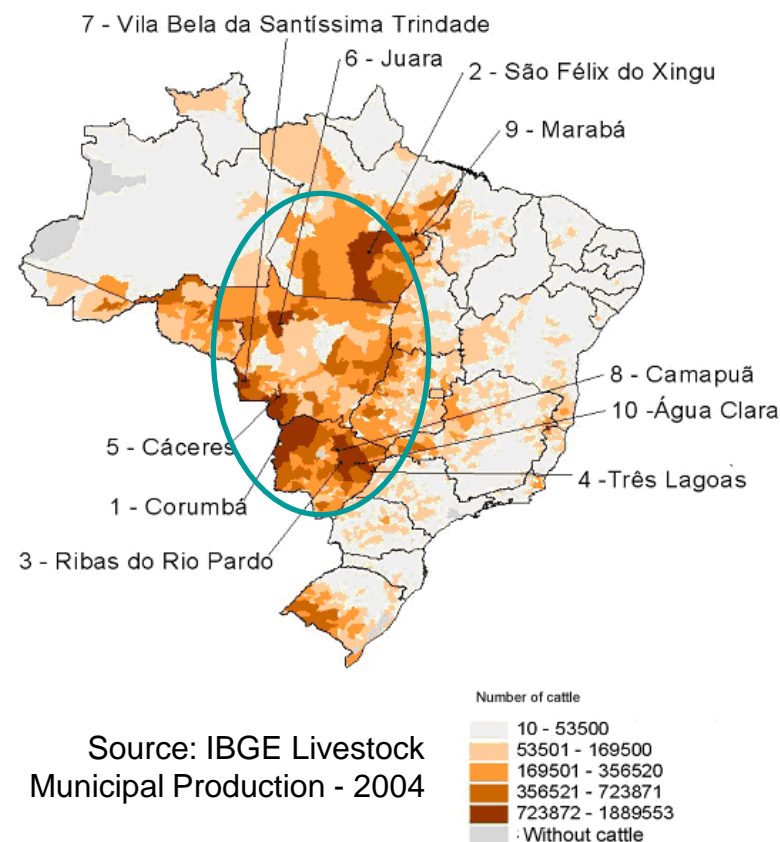 7 - Vila Bela da Santíssima Trindade
6 - Juara
2 - São Félix do Xingu
9 - Marabá
8 - Camapuã
10 -Água Clara
5 - Cáceres
4 -Três Lagoas
1 - Corumbá
3 - Ribas do Rio Pardo
Number of cattle
10 - 53500
53501 - 169500
169501 - 356520
356521 - 723871
723872 - 1889553
Without cattle
Source: IBGE Livestock
Municipal Production - 2004